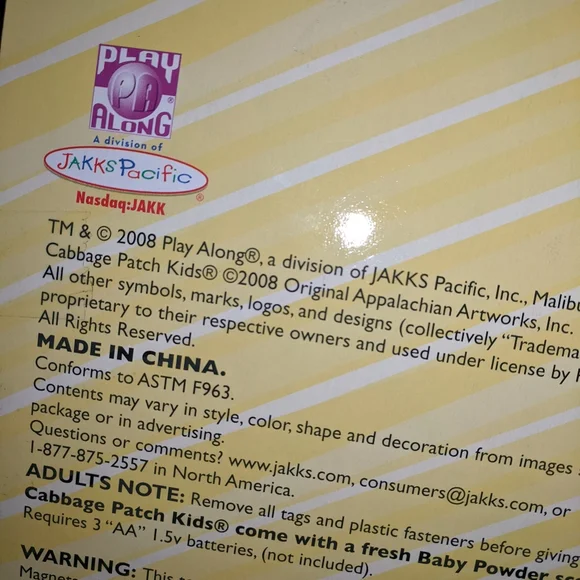 PLAY
PA
ALONG®
A division of
JAKKS Pacific®
Nasdaq:JAKK
TM & © 2008 Play Along®, a division of JAKKS Pacific, Inc., Malibu
Cabbage Patch Kids® ©2008 Original Appalachian Artworks, Inc.
All other symbols, marks, logos, and designs (collectively "Tradema
proprietary to their respective owners and used under license by
All Rights Reserved.
MADE IN CHINA.
Conforms to ASTM F963.
Contents may vary in style, color, shape and decoration from images
package or in advertising.
Questions or comments? www.jakks.com, consumers@jakks.com, or
1-877-875-2557 in North America.
ADULTS NOTE: Remove all tags and plastic fasteners before giving
Cabbage Patch Kids® come with a fresh Baby Powder
Requires 3 "AA" 1.5v batteries, (not included).
WARNING: This
Magnets